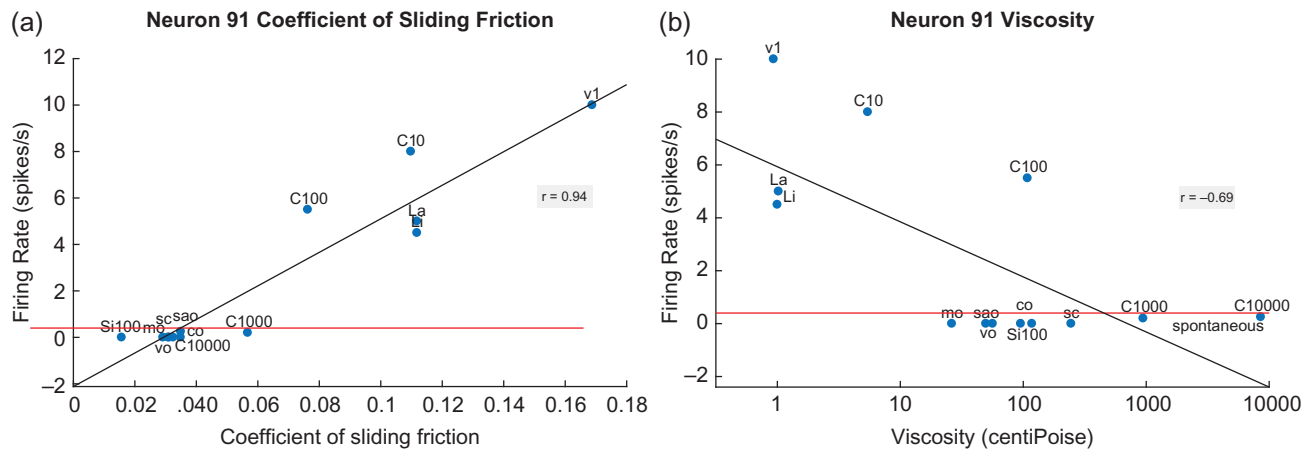 (a)
Neuron 91 Coefficient of Sliding Friction
12
10
8
6
4
2
0
–2
Firing Rate (spikes/s)
v1
C10
C100
La
Li
r = 0.94
Si100
sc
sao
mo
co
C1000
vo
C10000
0
0.02
.040
0.06
0.08
0.1
0.12
0.14
0.16
0.18
Coefficient of sliding friction
(b)
Neuron 91 Viscosity
10
8
6
4
2
0
–2
Firing Rate (spikes/s)
v1
C10
C100
La
Li
r = –0.69
mo
sao
vo
co
Si100
sc
C1000
C10000
spontaneous
1
10
100
1000
10000
Viscosity (centiPoise)